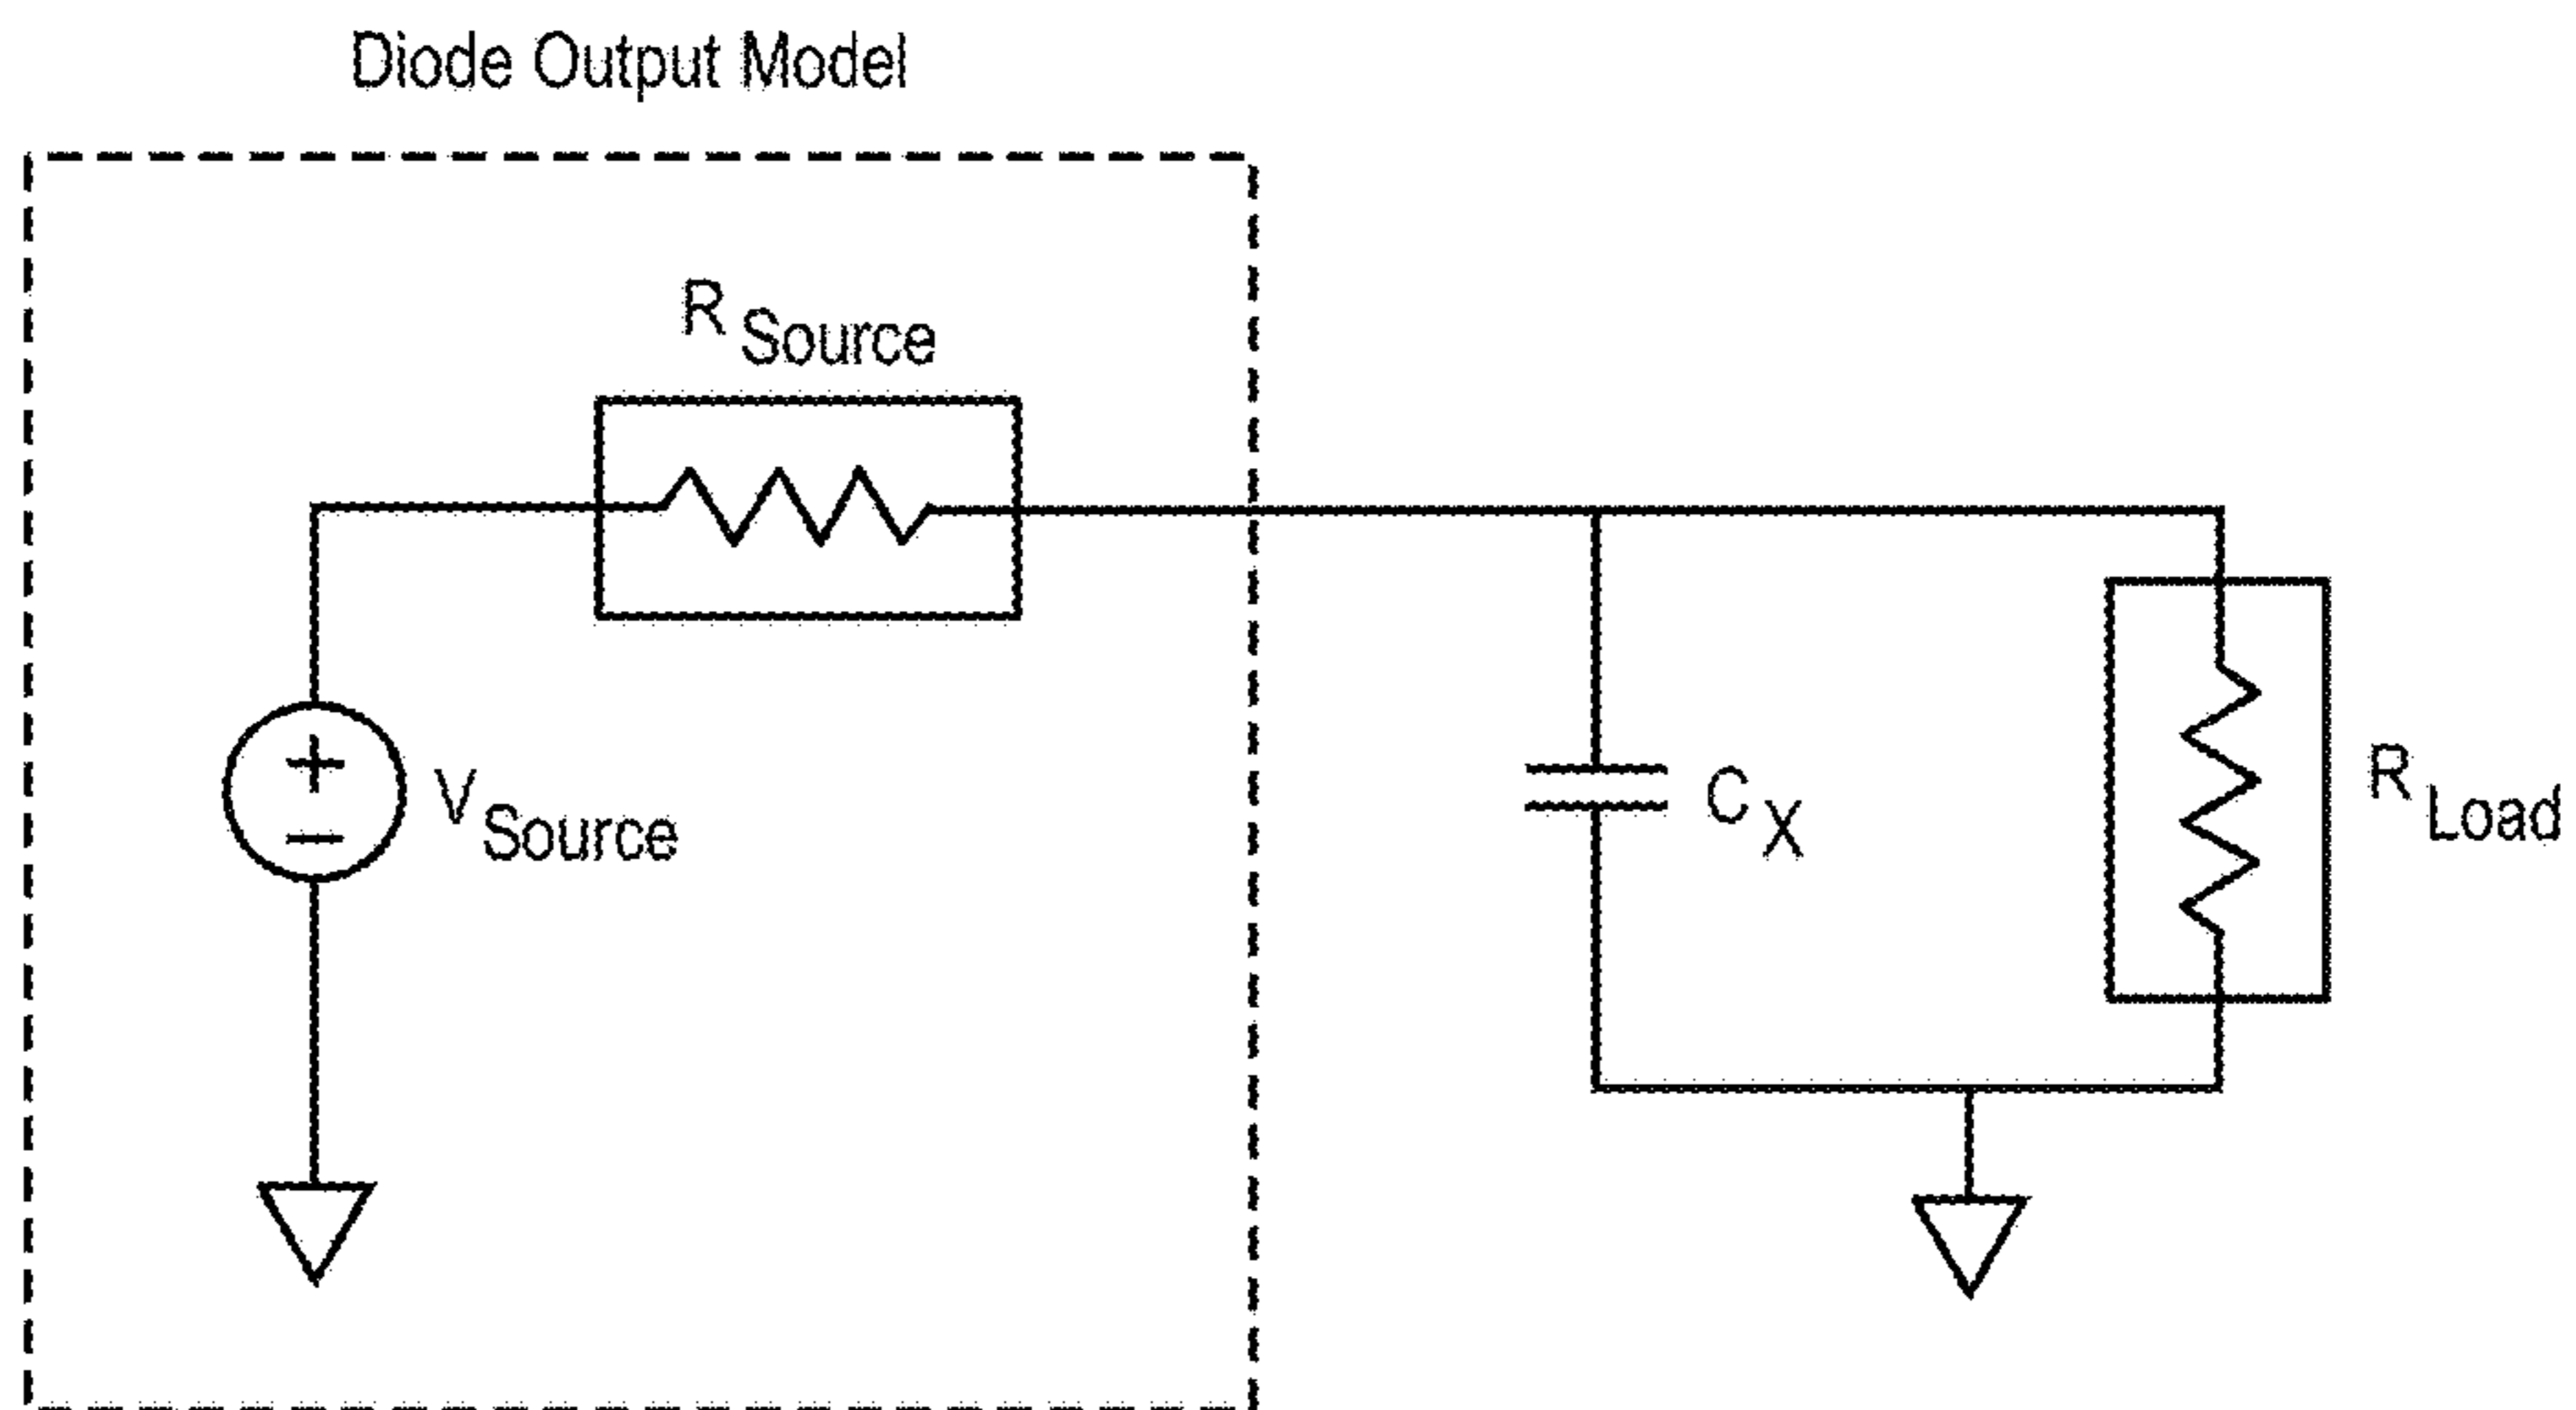 Diode Output Model
R Source
+
−
V Source
C X
R Load